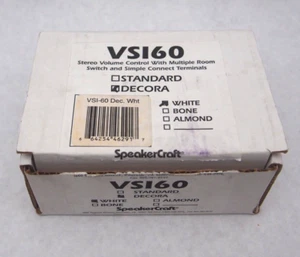 VSI60
Stereo Volume Control With Multiple Room
Switch and Simple Connect Terminals
STANDARD
DECORA
WHITE
BONE
ALMOND
VSI-60 Dec. Wht
SpeakerCraft
VSI60
STANDARD
DECORA
WHITE ALMOND
BONE
SpeakerCraft